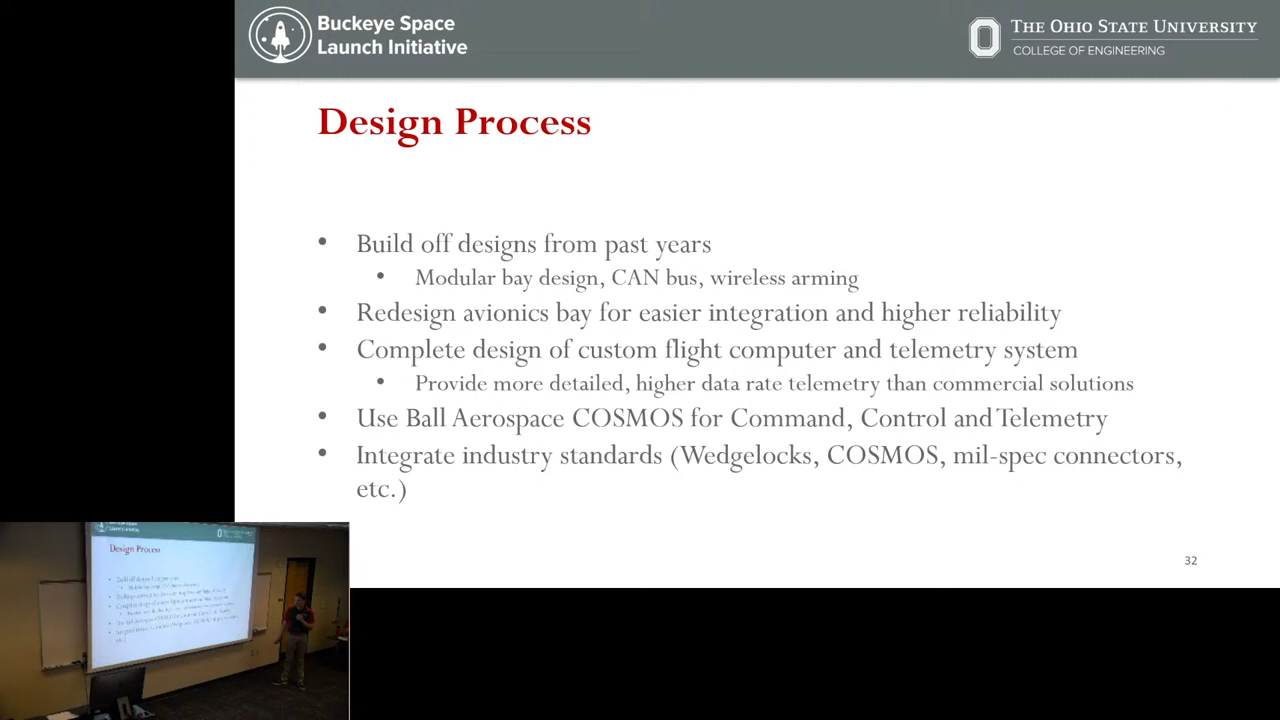 Buckeye Space
Launch Initiative
THE OHIO STATE UNIVERSITY
COLLEGE OF ENGINEERING
Design Process
• Build off designs from past years
• Modular bay design, CAN bus, wireless arming
• Redesign avionics bay for easier integration and higher reliability
• Complete design of custom flight computer and telemetry system
• Provide more detailed, higher data rate telemetry than commercial solutions
• Use Ball Aerospace COSMOS for Command, Control and Telemetry
• Integrate industry standards (Wedgelocks, COSMOS, mil-spec connectors,
etc.)
32
Design Process